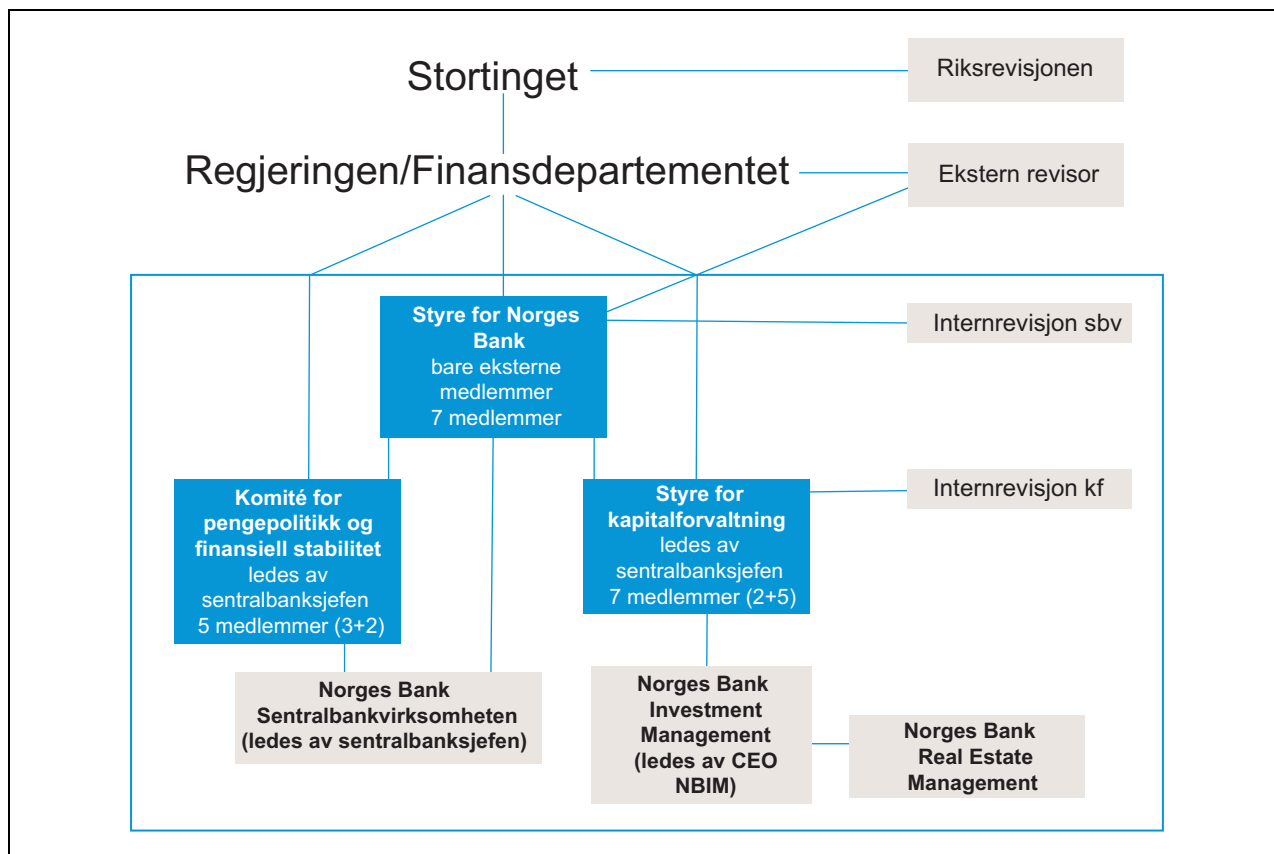 Stortinget
Riksrevisjonen
Regjeringen/Finansdepartementet
Ekstern revisor
Styre for Norges
Bank
bare eksterne
medlemmer
7 medlemmer
Internrevisjon sbv
Komité for
pengepolitikk og
finansiell stabilitet
ledes av
sentralbanksjefen
5 medlemmer (3+2)
Styre for
kapitalforvaltning
ledes av
sentralbanksjefen
7 medlemmer (2+5)
Internrevisjon kf
Norges Bank
Sentralbankvirksomheten
(ledes av sentralbanksjefen)
Norges Bank
Investment
Management
(ledes av CEO
NBIM)
Norges Bank
Real Estate
Management